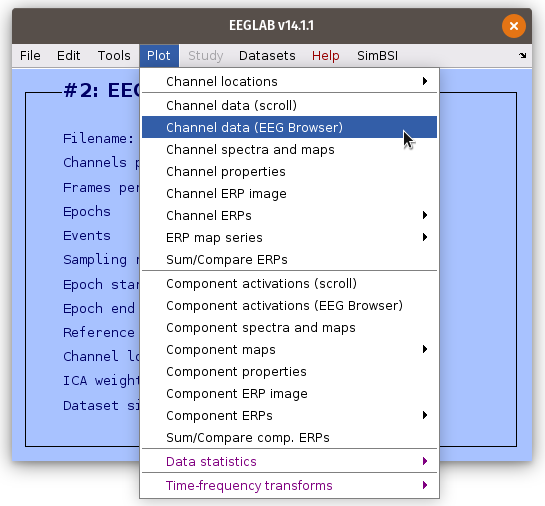 EEGLAB v14.1.1
File Edit Tools Plot Study Datasets Help SimBSI
#2: EEG
Filename:
Channels
Frames per
Epochs
Events
Sampling
Epoch
Epoch end
Reference
Channel
ICA
Dataset
Channel locations
Channel data (scroll)
Channel data (EEG Browser)
Channel spectra and maps
Channel properties
Channel ERP image
Channel ERPs
ERP map series
Sum/Compare ERPs
Component activations (scroll)
Component activations (EEG Browser)
Component spectra and maps
Component maps
Component properties
Component ERP image
Component ERPs
Sum/Compare comp. ERPs
Data statistics
Time-frequency transforms